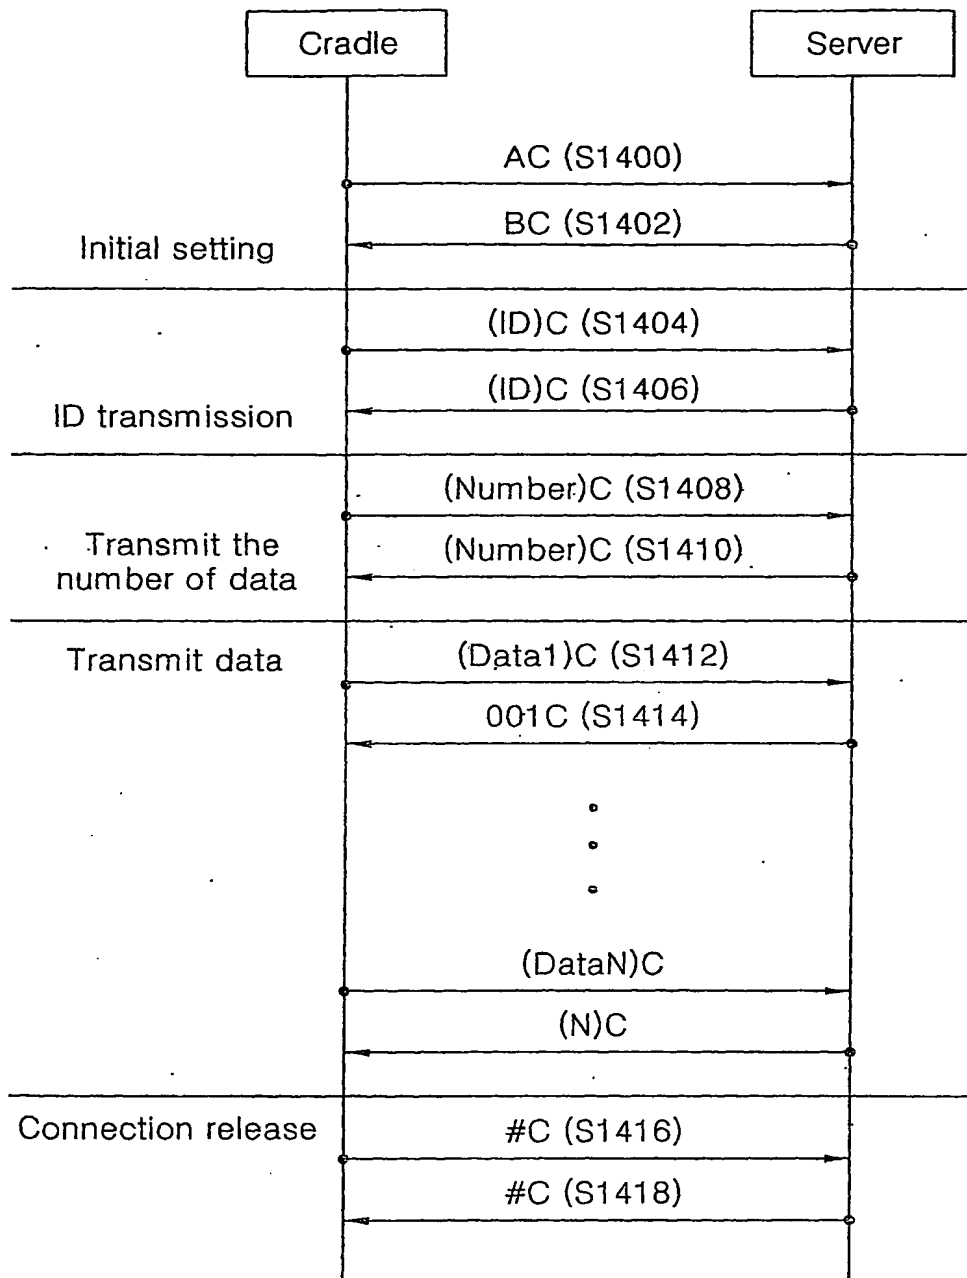 Cradle
Server
AC (S1400)
BC (S1402)
Initial setting
(ID)C (S1404)
(ID)C (S1406)
ID transmission
(Number)C (S1408)
(Number)C (S1410)
Transmit the
number of data
Transmit data
(Data1)C (S1412)
001C (S1414)
(DataN)C
(N)C
Connection release
#C (S1416)
#C (S1418)